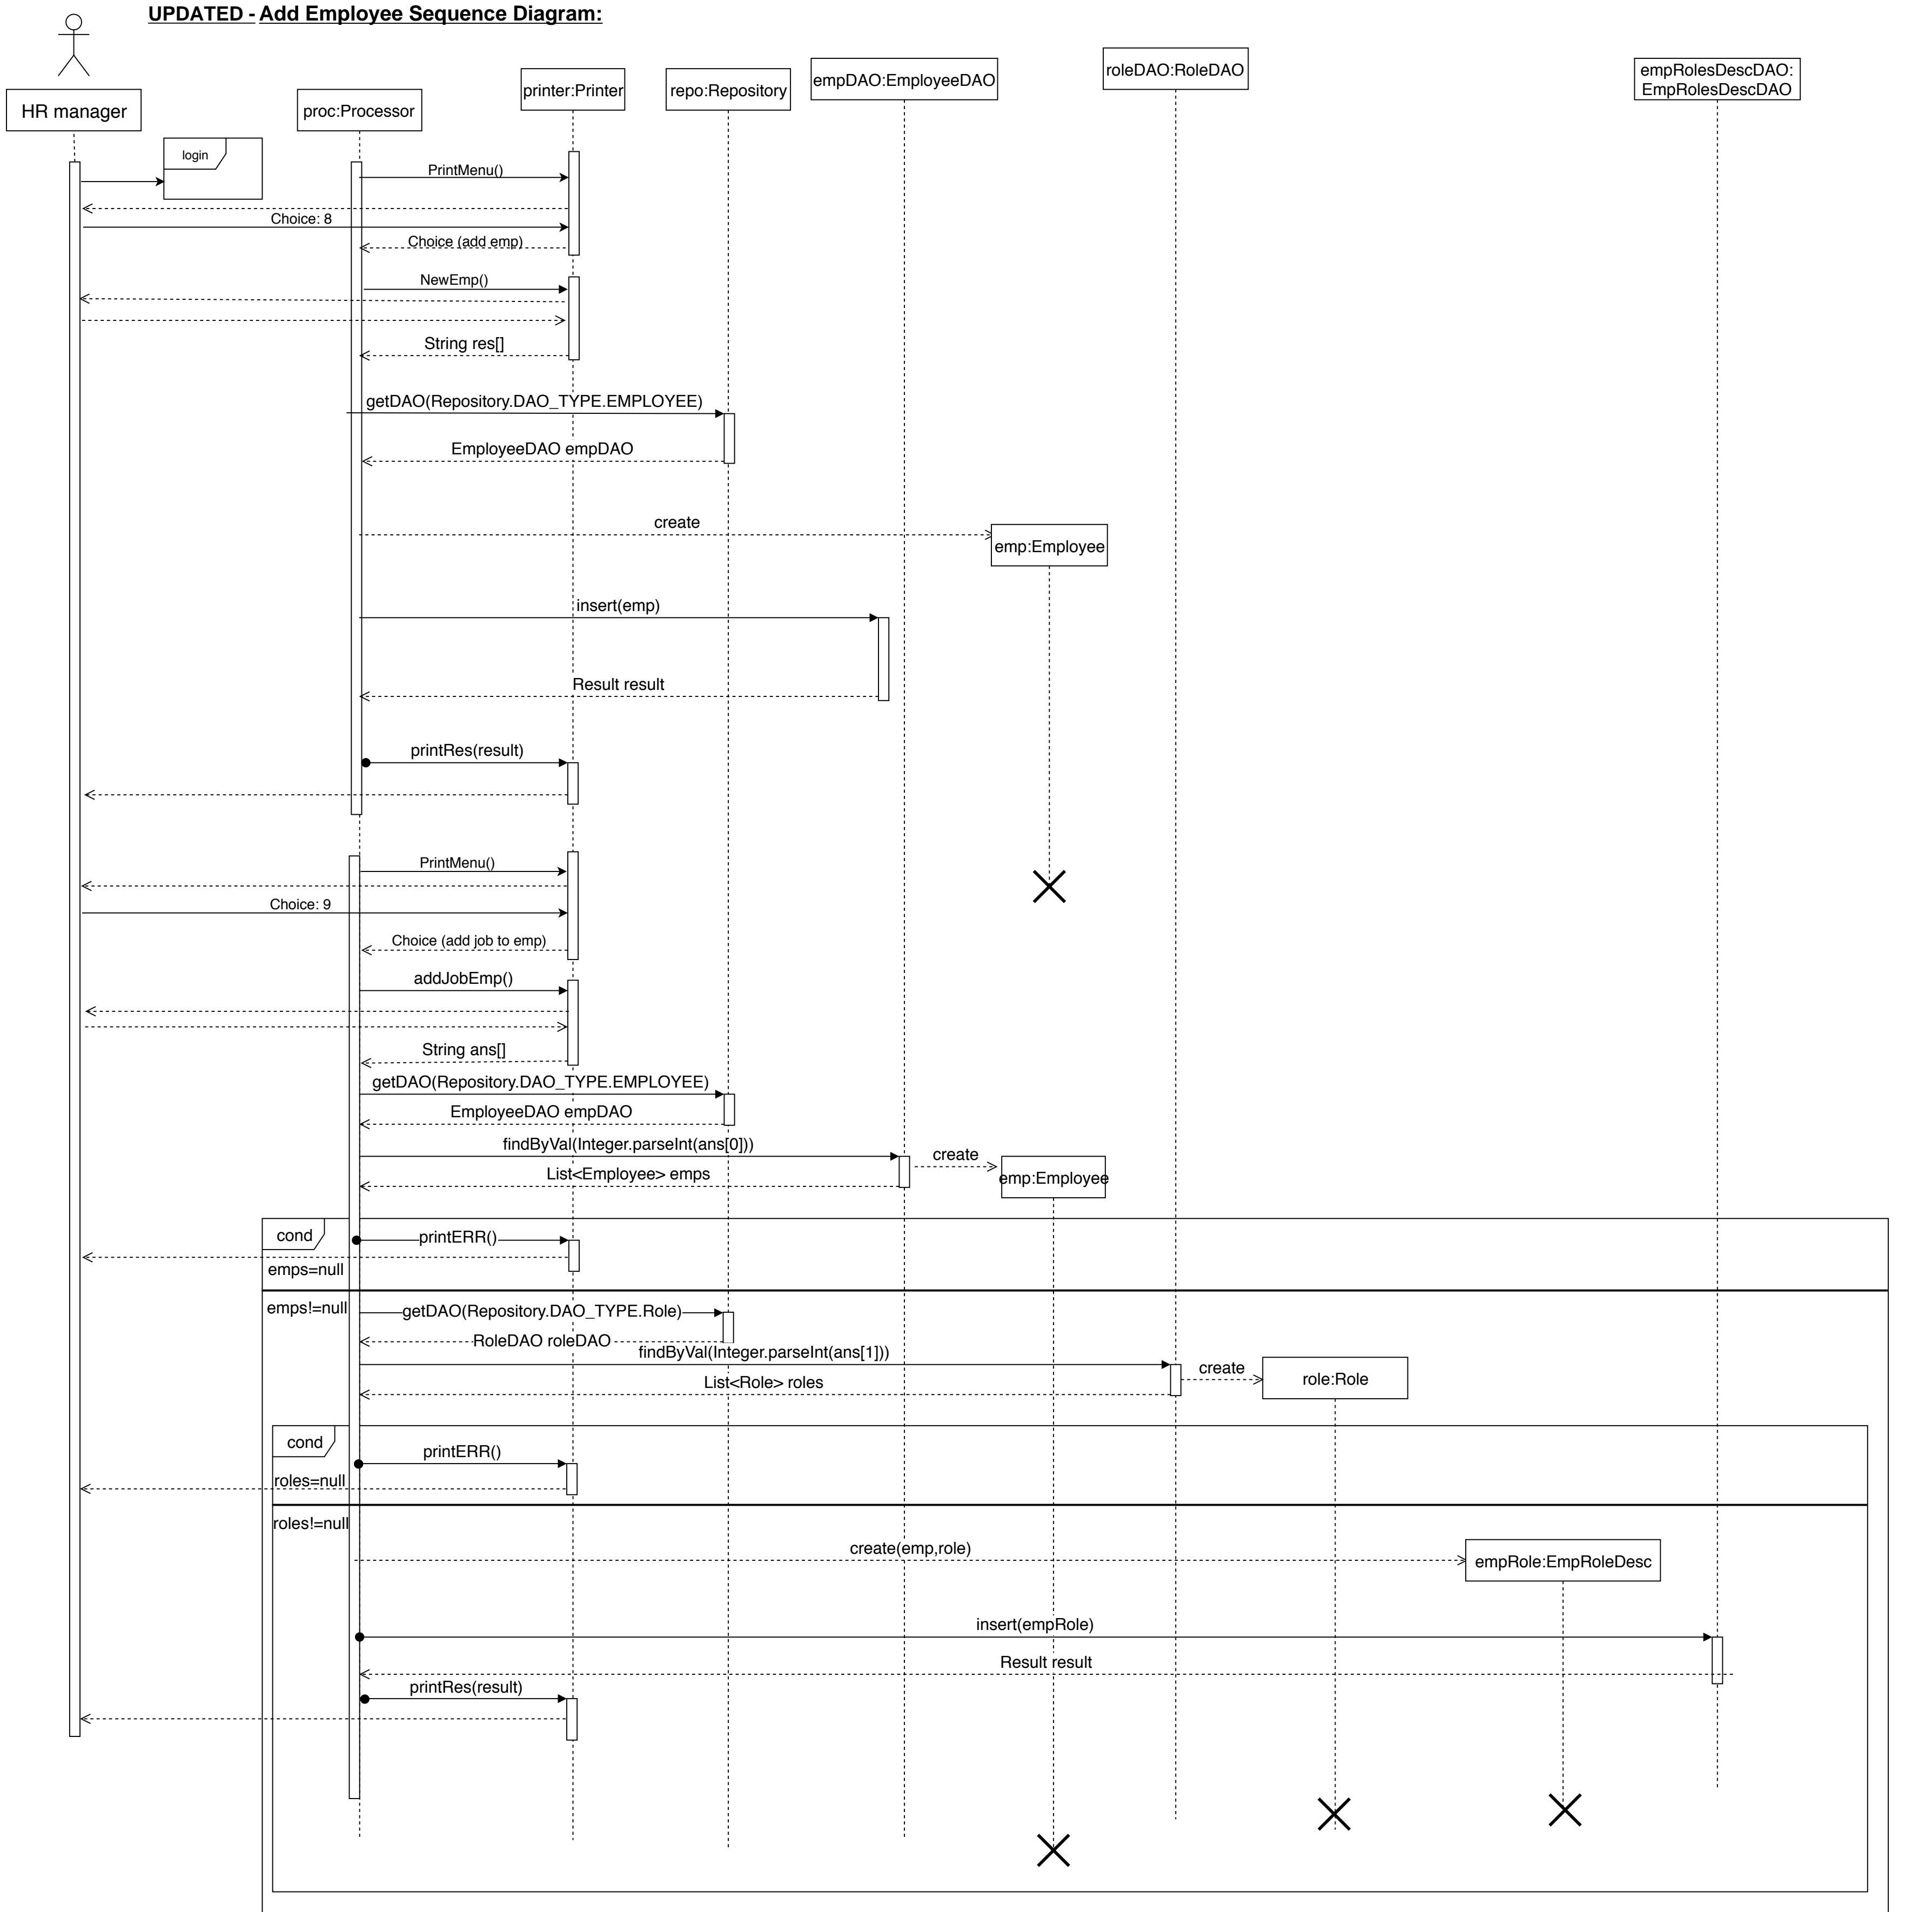 UPDATED - Add Employee Sequence Diagram:
HR manager
proc:Processor
printer:Printer
repo:Repository
empDAO:EmployeeDAO
roleDAO:RoleDAO
empRolesDescDAO:
EmpRolesDescDAO
login
PrintMenu()
Choice: 8
Choice (add emp)
NewEmp()
String res[]
getDAO(Repository.DAO_TYPE.EMPLOYEE)
EmployeeDAO empDAO
create
emp:Employee
insert(emp)
Result result
printRes(result)
PrintMenu()
Choice: 9
Choice (add job to emp)
addJobEmp()
String ans[]
getDAO(Repository.DAO_TYPE.EMPLOYEE)
EmployeeDAO empDAO
findByVal(Integer.parseInt(ans[0]))
create
List<Employee> emps
emp:Employee
cond
printERR()
emps=null
emps!=null
getDAO(Repository.DAO_TYPE.Role)
RoleDAO roleDAO
findByVal(Integer.parseInt(ans[1]))
create
List<Role> roles
role:Role
cond
printERR()
roles=null
roles!=null
create(emp,role)
empRole:EmpRoleDesc
insert(empRole)
Result result
printRes(result)